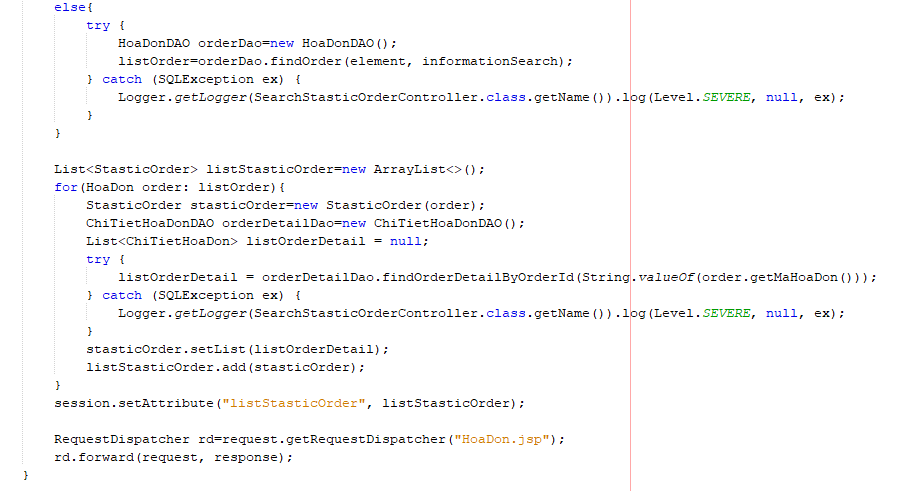 else{
try {
HoaDonDAO orderDao=new HoaDonDAO();
listOrder=orderDao.findOrder(element, informationSearch);
} catch (SQLException ex) {
Logger.getLogger(SearchStasticOrderController.class.getName()).log(Level.SEVERE, null, ex);
}
}
List<StasticOrder> listStasticOrder=new ArrayList<>();
for(HoaDon order: listOrder){
StasticOrder stasticOrder=new StasticOrder(order);
ChiTietHoaDonDAO orderDetailDao=new ChiTietHoaDonDAO();
List<ChiTietHoaDon> listOrderDetail = null;
try {
listOrderDetail = orderDetailDao.findOrderDetailByOrderId(String.valueOf(order.getMaHoaDon()));
} catch (SQLException ex) {
Logger.getLogger(SearchStasticOrderController.class.getName()).log(Level.SEVERE, null, ex);
}
stasticOrder.setList(listOrderDetail);
listStasticOrder.add(stasticOrder);
}
session.setAttribute("listStasticOrder", listStasticOrder);
RequestDispatcher rd=request.getRequestDispatcher("HoaDon.jsp");
rd.forward(request, response);
}